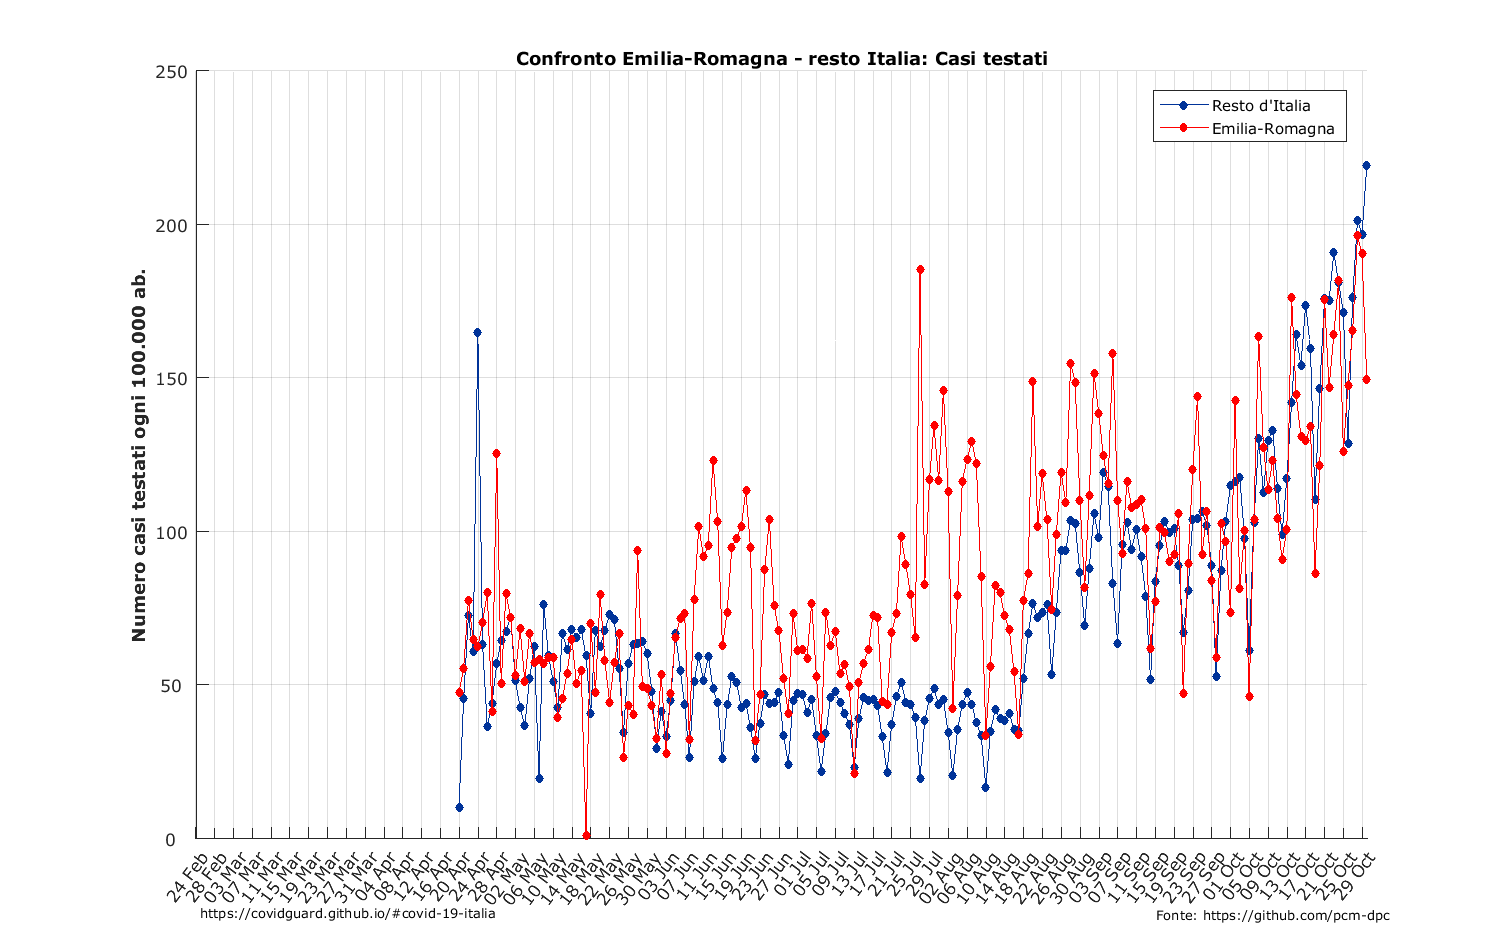 Confronto Emilia-Romagna - resto Italia: Casi testati
Resto d'Italia
Emilia-Romagna
Numero casi testati ogni 100.000 ab.
250
200
150
100
50
0
24 Feb
28 Feb
03 Mar
07 Mar
11 Mar
15 Mar
19 Mar
23 Mar
27 Mar
31 Mar
04 Apr
08 Apr
12 Apr
16 Apr
20 Apr
24 Apr
28 Apr
02 May
06 May
10 May
14 May
18 May
22 May
26 May
30 May
03 Jun
07 Jun
11 Jun
15 Jun
19 Jun
23 Jun
27 Jun
01 Jul
05 Jul
09 Jul
13 Jul
17 Jul
21 Jul
25 Jul
29 Jul
02 Aug
06 Aug
10 Aug
14 Aug
18 Aug
22 Aug
26 Aug
30 Aug
03 Sep
07 Sep
11 Sep
15 Sep
19 Sep
23 Sep
27 Sep
01 Oct
05 Oct
09 Oct
13 Oct
17 Oct
21 Oct
25 Oct
29 Oct
https://covidguard.github.io/#covid-19-italia
Fonte: https://github.com/pcm-dpc